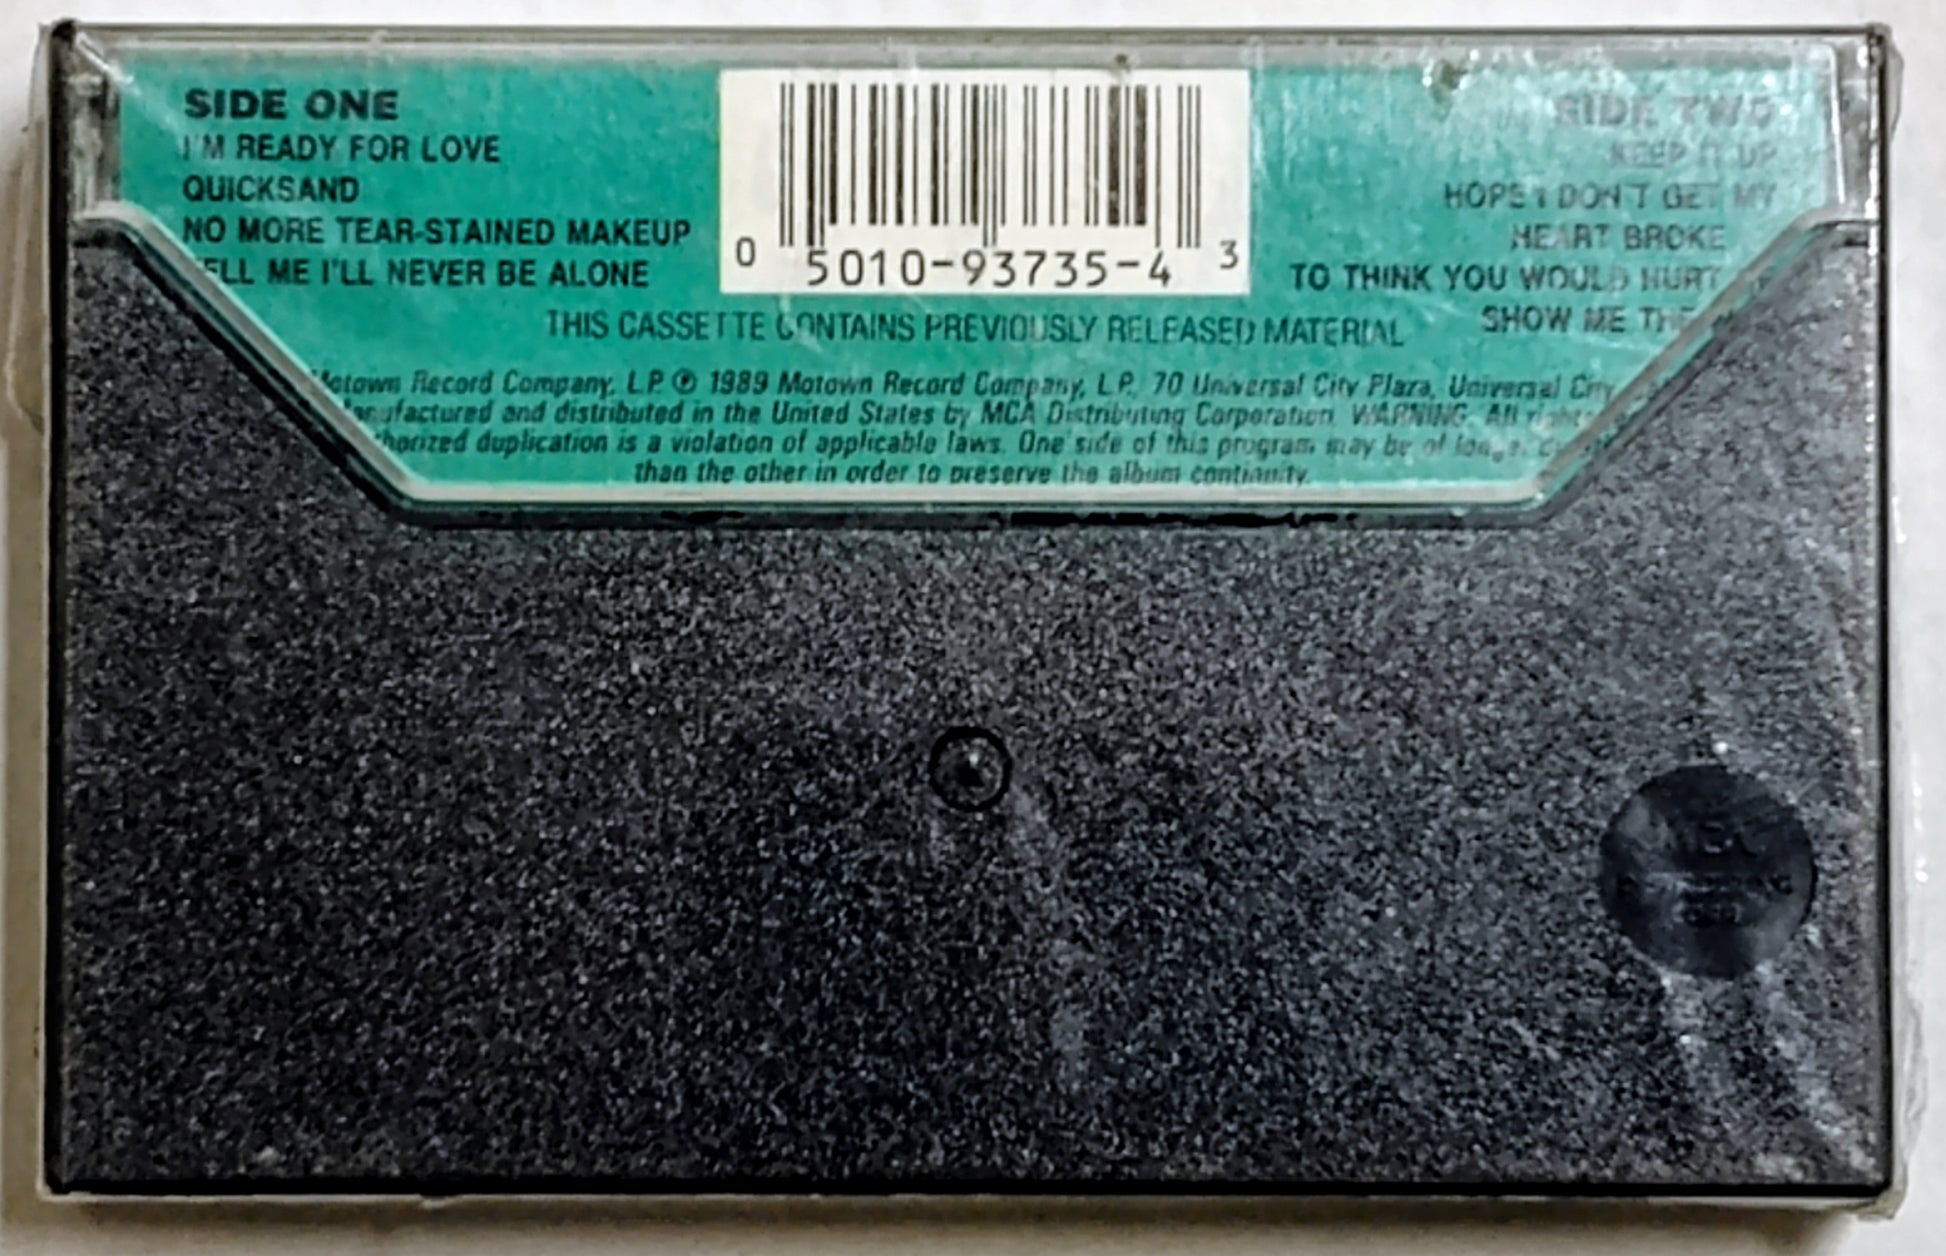 SIDE ONE
I'M READY FOR LOVE
QUICKSAND
NO MORE TEAR-STAINED MAKEUP
TELL ME I'LL NEVER BE ALONE
0 5010-93735-4 3
SIDE TWO
KEEP IT UP
HOPE I DON'T GET MY
HEART BROKE
TO THINK YOU WOULD HURT
SHOW ME THE
THIS CASSETTE CONTAINS PREVIOUSLY RELEASED MATERIAL
Motown Record Company, L.P. ℗ 1989 Motown Record Company, L.P., 70 Universal City Plaza, Universal City
Manufactured and distributed in the United States by MCA Distributing Corporation. WARNING: All rights
duplication is a violation of applicable laws. One side of this program may be of longer
than the other in order to preserve the album continuity.